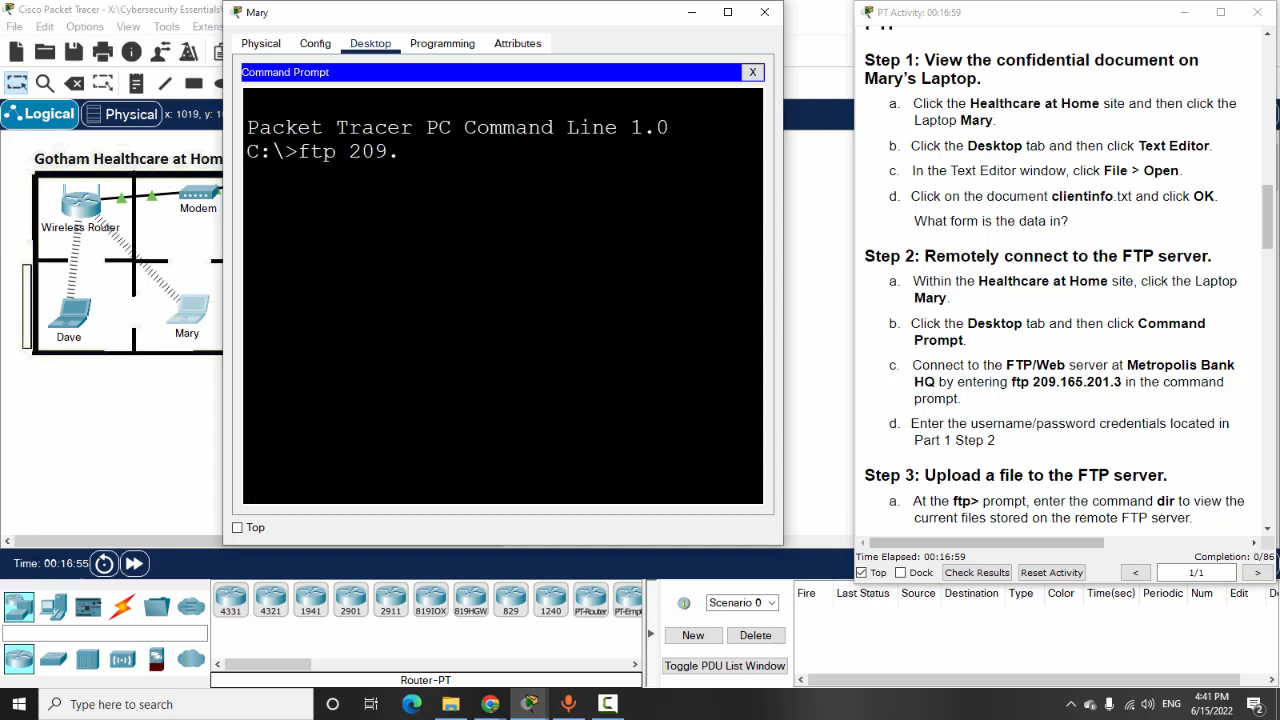 Cisco Packet Tracer - X:\Cybersecurity Essentials\
File Edit Options View Tools Extens
Logical Physical x: 1019, y: 1
Gotham Healthcare at Hom
Modem
Wireless Router
Dave
Mary
Mary
Physical Config Desktop Programming Attributes
Command Prompt X
Packet Tracer PC Command Line 1.0
C:\>ftp 209.
Top
PT Activity: 00:16:59
Step 1: View the confidential document on
Mary's Laptop.
a. Click the Healthcare at Home site and then click the
Laptop Mary.
b. Click the Desktop tab and then click Text Editor.
c. In the Text Editor window, click File > Open.
d. Click on the document clientinfo.txt and click OK.
What form is the data in?
Step 2: Remotely connect to the FTP server.
a. Within the Healthcare at Home site, click the Laptop
Mary.
b. Click the Desktop tab and then click Command
Prompt.
c. Connect to the FTP/Web server at Metropolis Bank
HQ by entering ftp 209.165.201.3 in the command
prompt.
d. Enter the username/password credentials located in
Part 1 Step 2
Step 3: Upload a file to the FTP server.
a. At the ftp> prompt, enter the command dir to view the
current files stored on the remote FTP server.
Time Elapsed: 00:16:59 Completion: 0/86
Top Dock Check Results Reset Activity < 1/1 >
Time: 00:16:55
4331 4321 1941 2901 2911 819IOX 819HGW 829 1240 PT-Router PT-Empt
Router-PT
Scenario 0
New Delete
Toggle PDU List Window
Fire Last Status Source Destination Type Color Time(sec) Periodic Num Edit De
Type here to search
ENG
4:41 PM
6/15/2022
2